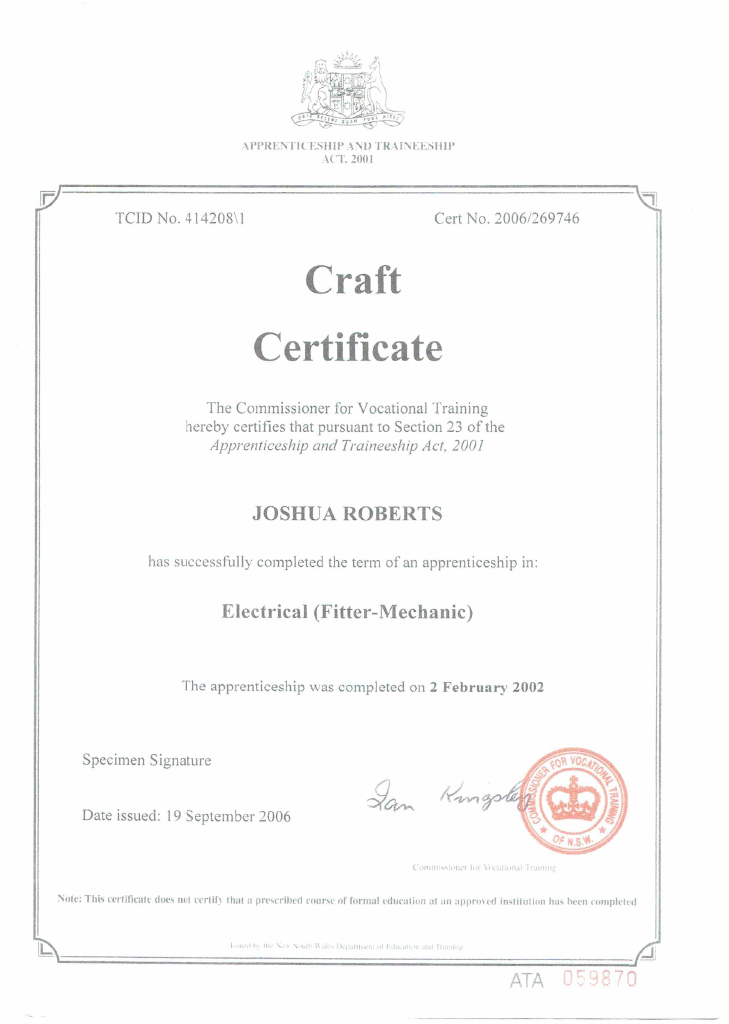 ORTA RECENS QUAM PURA NITES
APPRENTICESHIP AND TRAINEESHIP
ACT, 2001
TCID No. 414208\1 Cert No. 2006/269746
Craft
Certificate
The Commissioner for Vocational Training
hereby certifies that pursuant to Section 23 of the
Apprenticeship and Traineeship Act, 2001
JOSHUA ROBERTS
has successfully completed the term of an apprenticeship in:
Electrical (Fitter-Mechanic)
The apprenticeship was completed on 2 February 2002
Specimen Signature
Ian Kingsley
COMMISSIONER FOR VOCATIONAL TRAINING
OF N.S.W.
Date issued: 19 September 2006
Commissioner for Vocational Training
Note: This certificate does not certify that a prescribed course of formal education at an approved institution has been completed
Issued by the New South Wales Department of Education and Training
ATA 059870